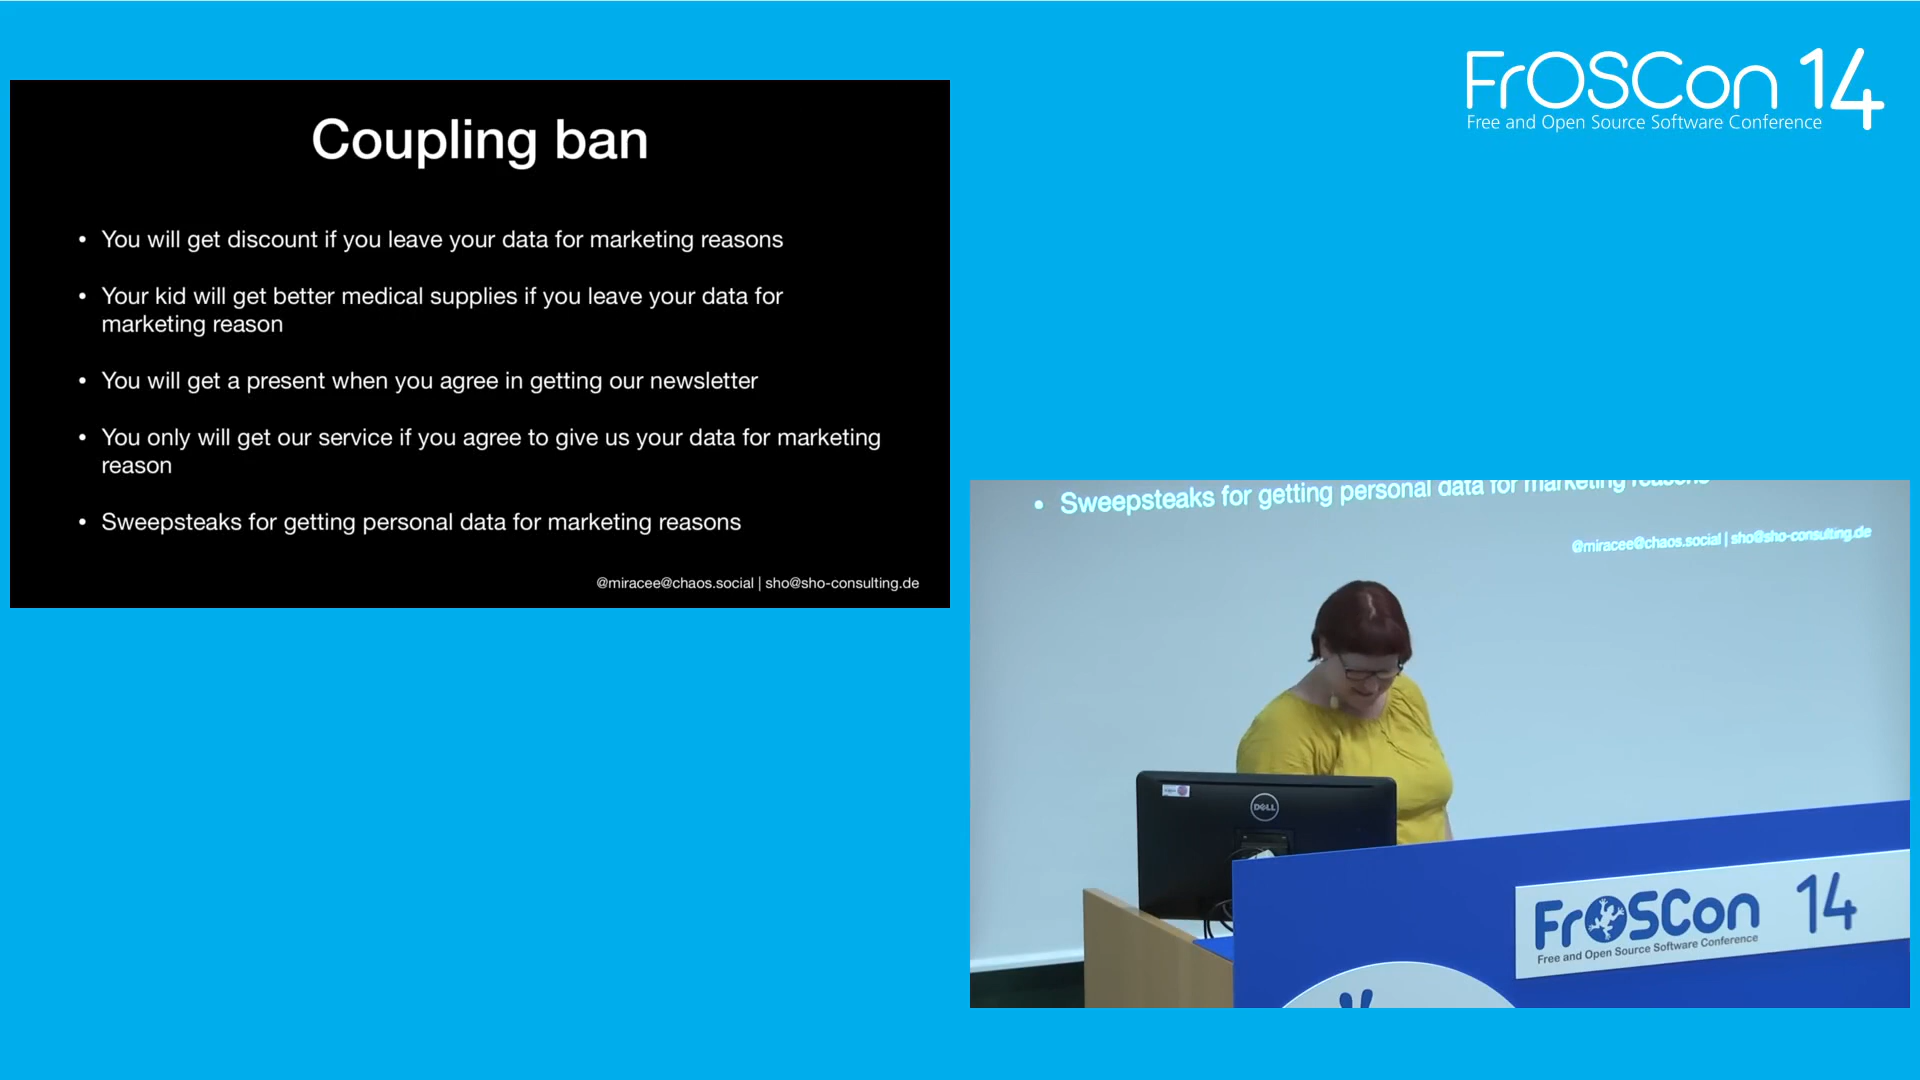 FrOSCon 14
Free and Open Source Software Conference
Coupling ban
• You will get discount if you leave your data for marketing reasons
• Your kid will get better medical supplies if you leave your data for
marketing reason
• You will get a present when you agree in getting our newsletter
• You only will get our service if you agree to give us your data for marketing
reason
• Sweepsteaks for getting personal data for marketing reasons
@miracee@chaos.social | sho@sho-consulting.de
• Sweepsteaks for getting personal data for marketing reasons
@miracee@chaos.social | sho@sho-consulting.de
DELL
FrOSCon 14
Free and Open Source Software Conference